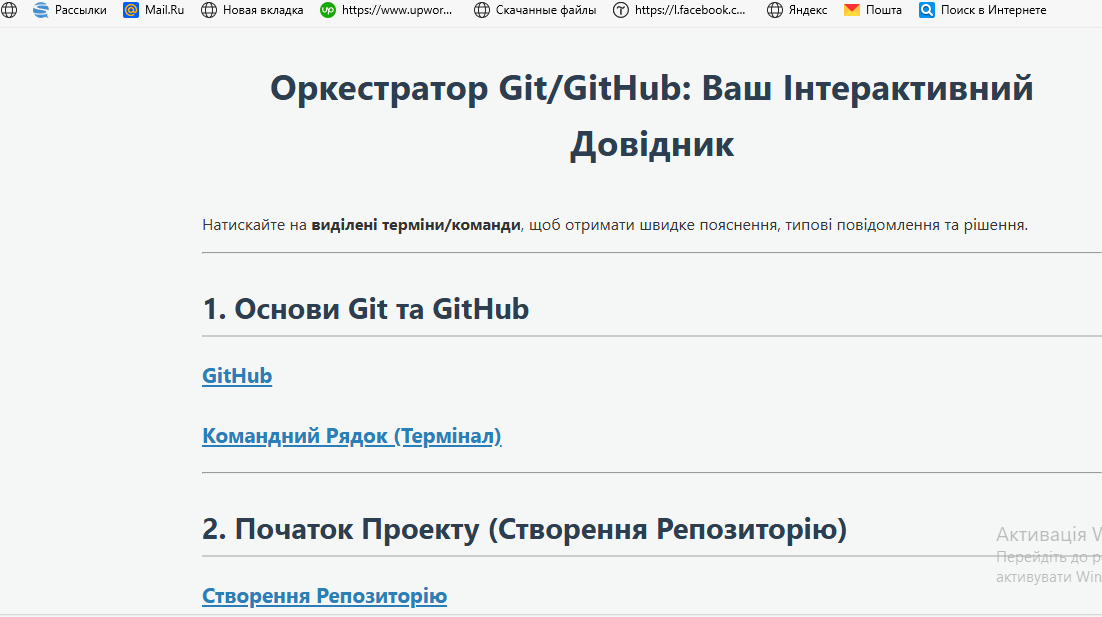 Рассылки Mail.Ru Новая вкладка https://www.upwor... Скачанные файлы https://l.facebook.c... Яндекс Пошта Поиск в Интернете
Оркестратор Git/GitHub: Ваш Інтерактивний
Довідник
Натискайте на виділені терміни/команди, щоб отримати швидке пояснення, типові повідомлення та рішення.
1. Основи Git та GitHub
GitHub
Командний Рядок (Термінал)
2. Початок Проекту (Створення Репозиторію)
Створення Репозиторію
Активація W
Перейдіть до р
активувати Win